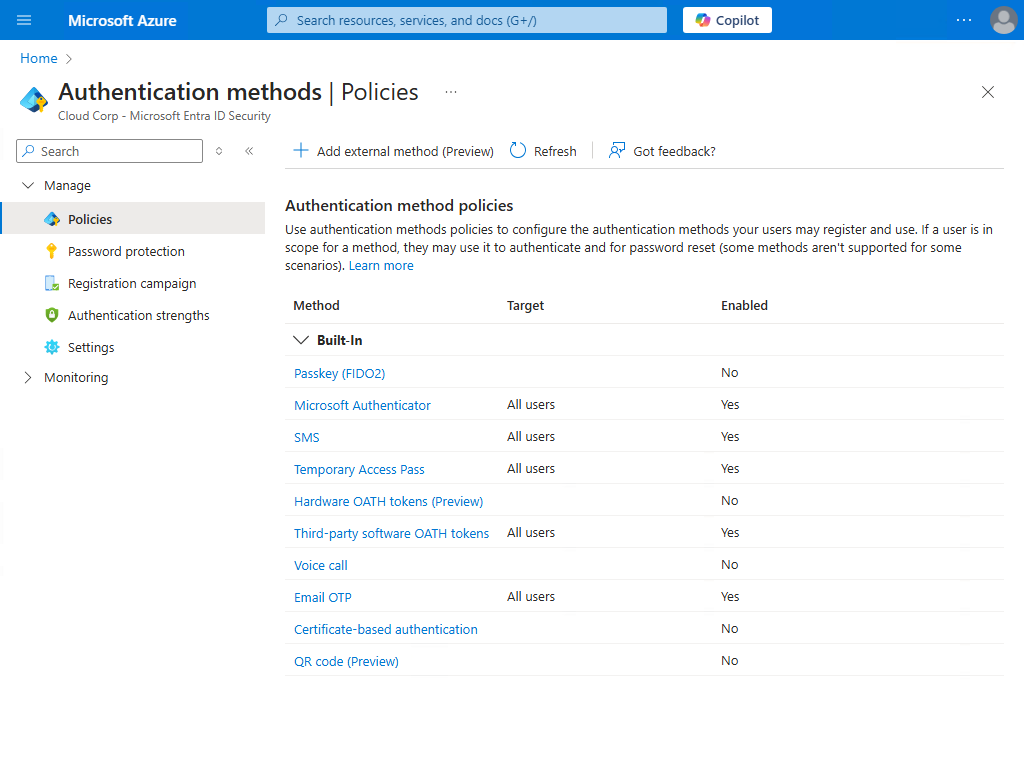 Microsoft Azure
Search resources, services, and docs (G+/)
Copilot
Home
Authentication methods | Policies
Cloud Corp - Microsoft Entra ID Security
Search
Add external method (Preview)
Refresh
Got feedback?
Manage
Policies
Password protection
Registration campaign
Authentication strengths
Settings
Monitoring
Authentication method policies
Use authentication methods policies to configure the authentication methods your users may register and use. If a user is in
scope for a method, they may use it to authenticate and for password reset (some methods aren't supported for some
scenarios). Learn more
Method Target Enabled
Built-In
Passkey (FIDO2) No
Microsoft Authenticator All users Yes
SMS All users Yes
Temporary Access Pass All users Yes
Hardware OATH tokens (Preview) No
Third-party software OATH tokens All users Yes
Voice call No
Email OTP All users Yes
Certificate-based authentication No
QR code (Preview) No